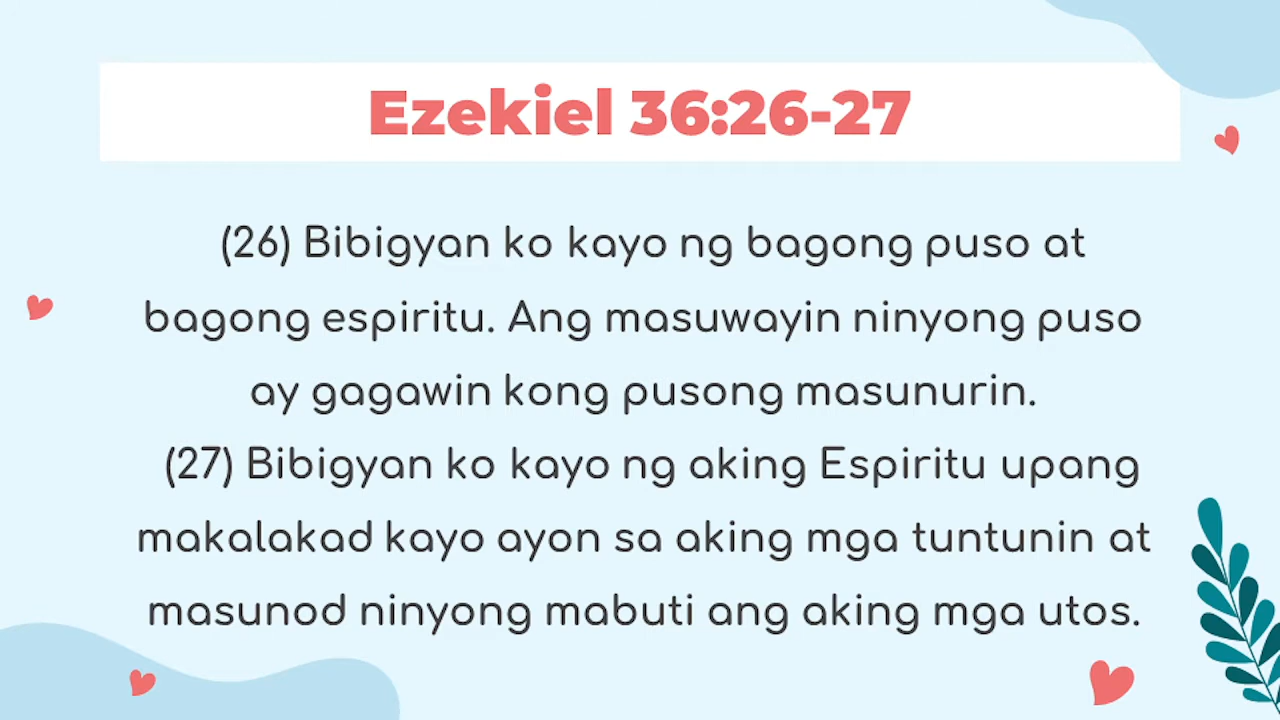 Ezekiel 36:26-27
(26) Bibigyan ko kayo ng bagong puso at
bagong espiritu. Ang masuwayin ninyong puso
ay gagawin kong pusong masunurin.
(27) Bibigyan ko kayo ng aking Espiritu upang
makalakad kayo ayon sa aking mga tuntunin at
masunod ninyong mabuti ang aking mga utos.